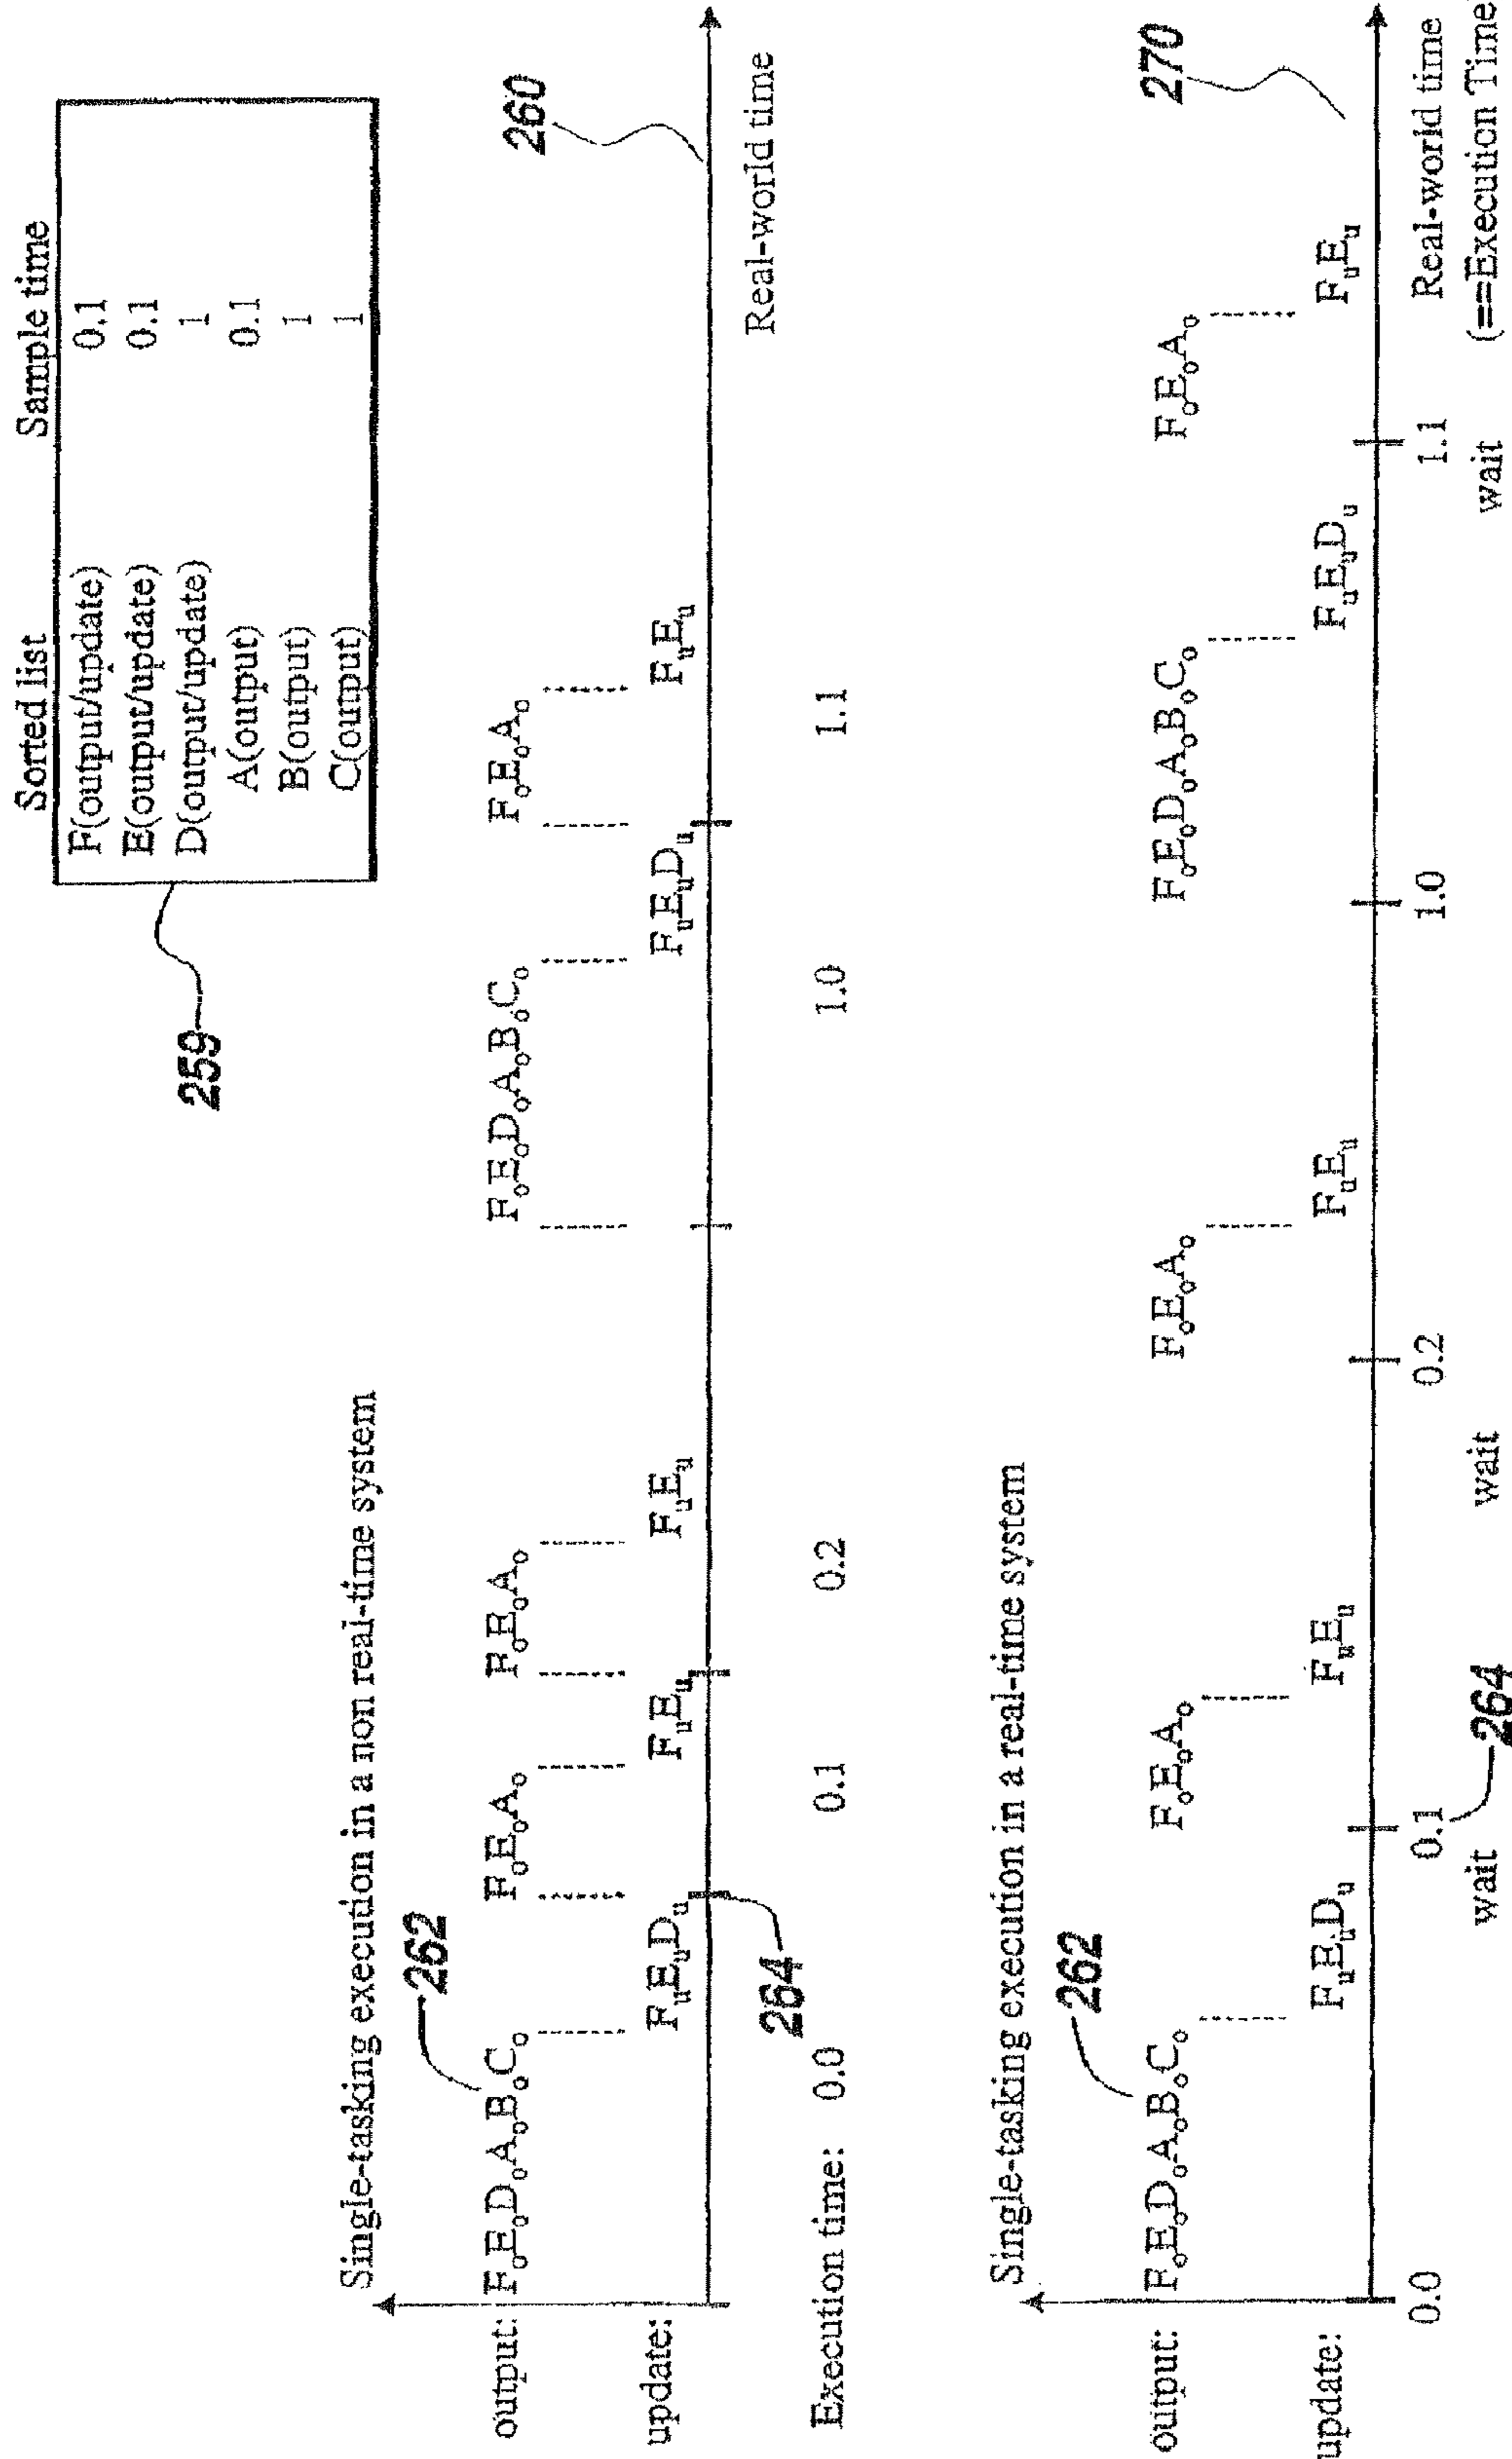 Sorted list Sample time
F(output/update) 0.1
E(output/update) 0.1
D(output/update) 1
A(output) 0.1
B(output) 1
C(output) 1
259
Single-tasking execution in a non real-time system
262
260
output: FₒEₒDₒAₒBₒCₒ FₒEₒAₒ FₒEₒAₒ FₒEₒDₒAₒBₒCₒ FₒEₒAₒ
update: FᵤEᵤDᵤ FᵤEᵤ FᵤEᵤ FᵤEᵤDᵤ FᵤEᵤ
264
Real-world time
Execution time: 0.0 0.1 0.2 1.0 1.1
Single-tasking execution in a real-time system
262
270
output: FₒEₒDₒAₒBₒCₒ FₒEₒAₒ FₒEₒAₒ FₒEₒDₒAₒBₒCₒ FₒEₒAₒ
update: FᵤEᵤDᵤ FᵤEᵤ FᵤEᵤ FᵤEᵤDᵤ FᵤEᵤ
0.0 0.1 0.2 1.0 1.1 Real-world time
wait 264 wait wait (==Execution Time